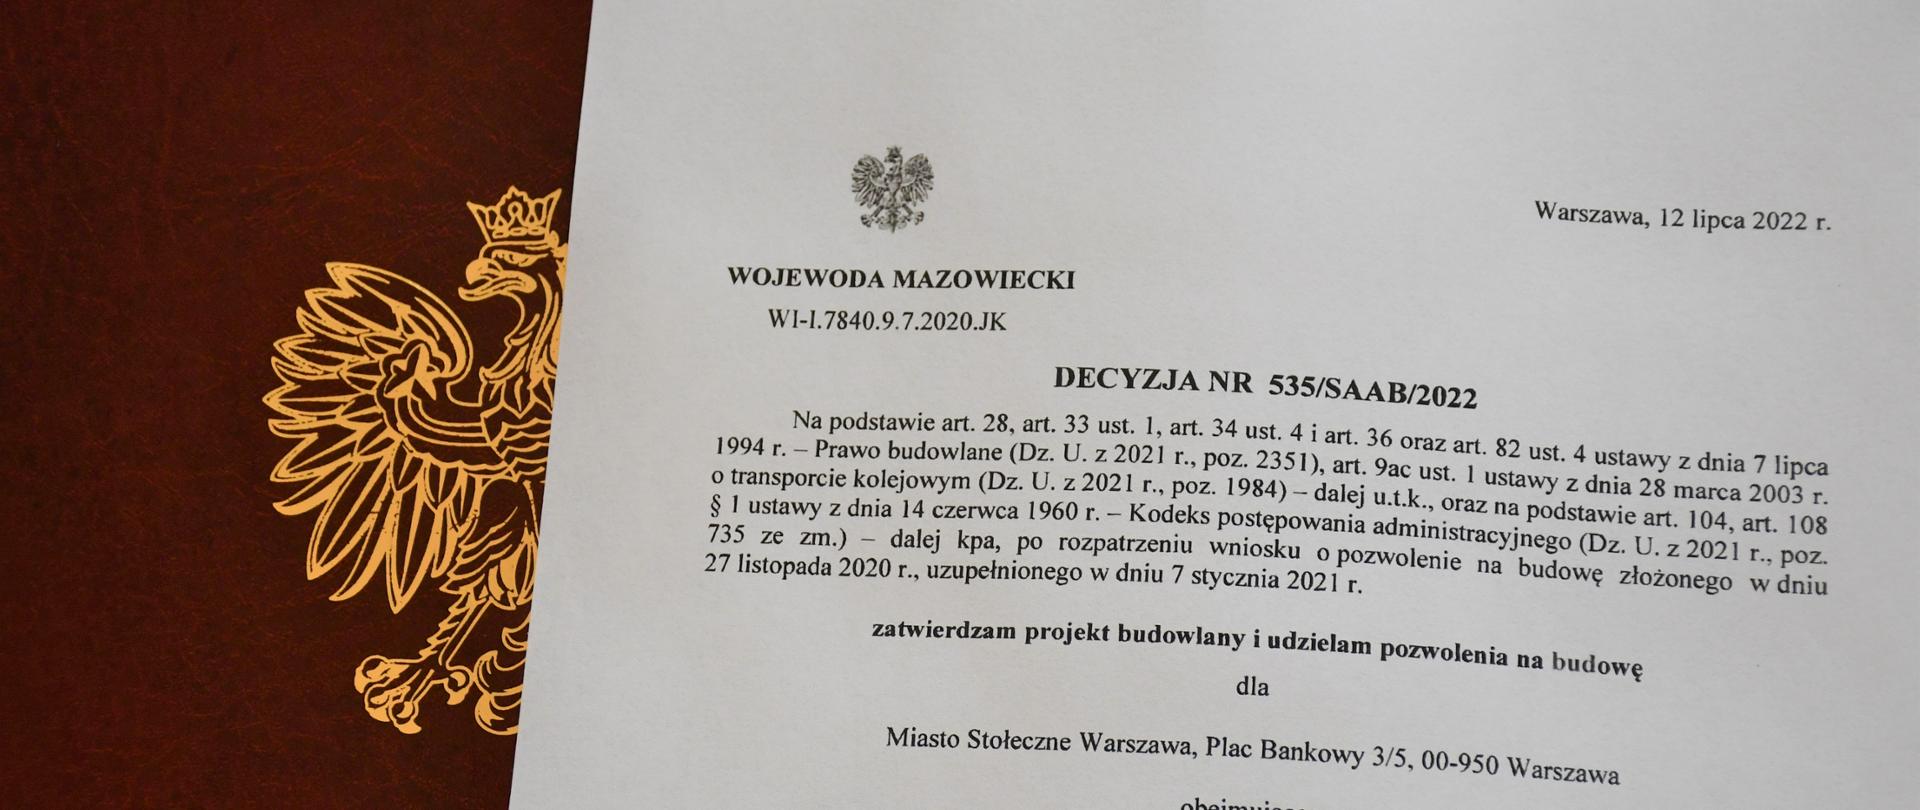 Warszawa, 12 lipca 2022 r.
WOJEWODA MAZOWIECKI
WI-I.7840.9.7.2020.JK
DECYZJA NR 535/SAAB/2022
Na podstawie art. 28, art. 33 ust. 1, art. 34 ust. 4 i art. 36 oraz art. 82 ust. 4 ustawy z dnia 7 lipca
1994 r. – Prawo budowlane (Dz. U. z 2021 r., poz. 2351), art. 9ac ust. 1 ustawy z dnia 28 marca 2003 r.
o transporcie kolejowym (Dz. U. z 2021 r., poz. 1984) – dalej u.t.k., oraz na podstawie art. 104, art. 108
§ 1 ustawy z dnia 14 czerwca 1960 r. – Kodeks postępowania administracyjnego (Dz. U. z 2021 r., poz.
735 ze zm.) – dalej kpa, po rozpatrzeniu wniosku o pozwolenie na budowę złożonego w dniu
27 listopada 2020 r., uzupełnionego w dniu 7 stycznia 2021 r.
zatwierdzam projekt budowlany i udzielam pozwolenia na budowę
dla
Miasto Stołeczne Warszawa, Plac Bankowy 3/5, 00-950 Warszawa